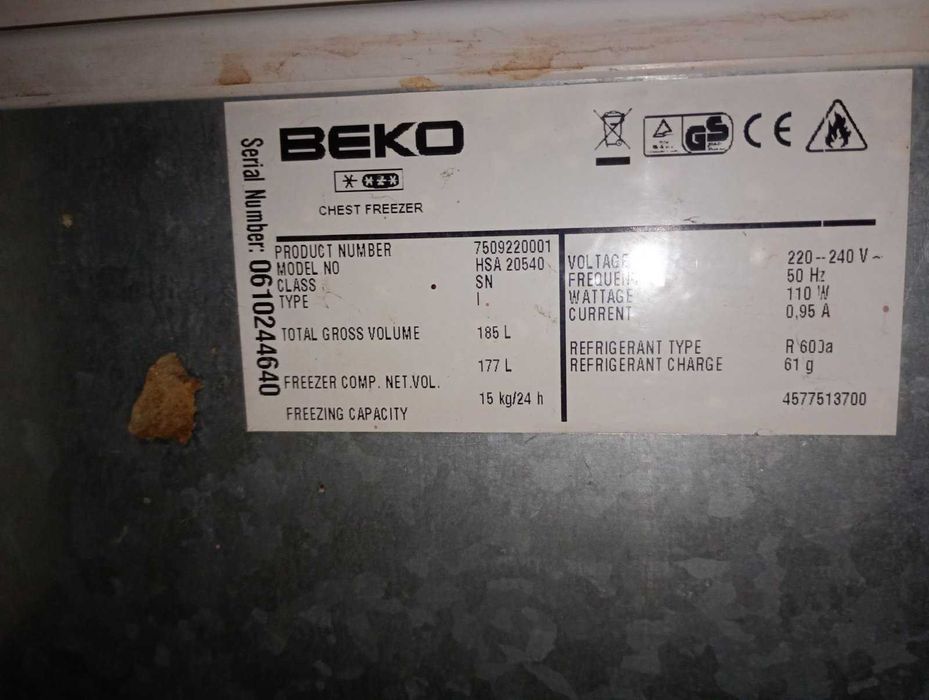 BEKO
CHEST FREEZER
Serial Number: 0610244640
PRODUCT NUMBER 7509220001
MODEL NO HSA 20540
CLASS SN
TYPE I
TOTAL GROSS VOLUME 185 L
FREEZER COMP. NET.VOL. 177 L
FREEZING CAPACITY 15 kg/24 h
GS
CE
VOLTAGE 220--240 V ~
FREQUEN 50 Hz
WATTAGE 110 W
CURRENT 0,95 A
REFRIGERANT TYPE R 600a
REFRIGERANT CHARGE 61 g
4577513700